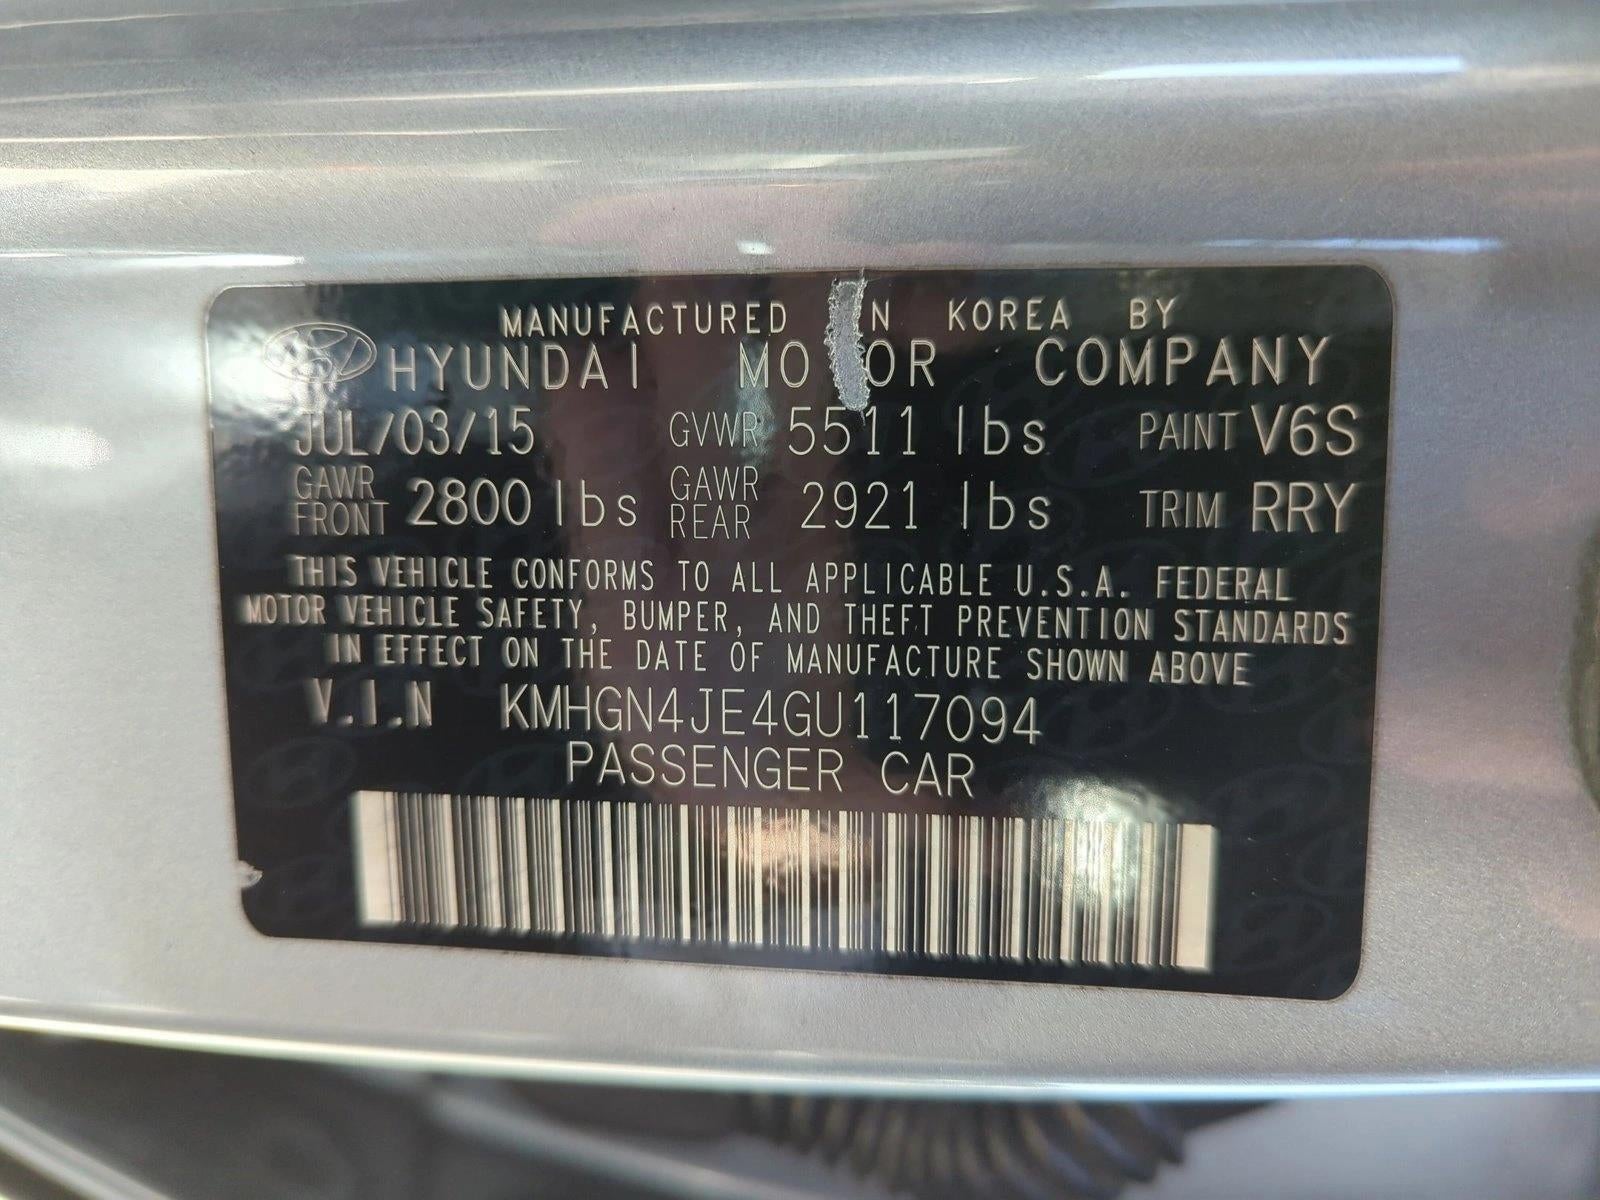 MANUFACTURED N KOREA BY
HYUNDAI MO OR COMPANY
JUL/03/15 GVWR 5511 lbs PAINT V6S
GAWR FRONT 2800 lbs GAWR REAR 2921 lbs TRIM RRY
THIS VEHICLE CONFORMS TO ALL APPLICABLE U.S.A. FEDERAL
MOTOR VEHICLE SAFETY, BUMPER, AND THEFT PREVENTION STANDARDS
IN EFFECT ON THE DATE OF MANUFACTURE SHOWN ABOVE
V.I.N KMHGN4JE4GU117094
PASSENGER CAR